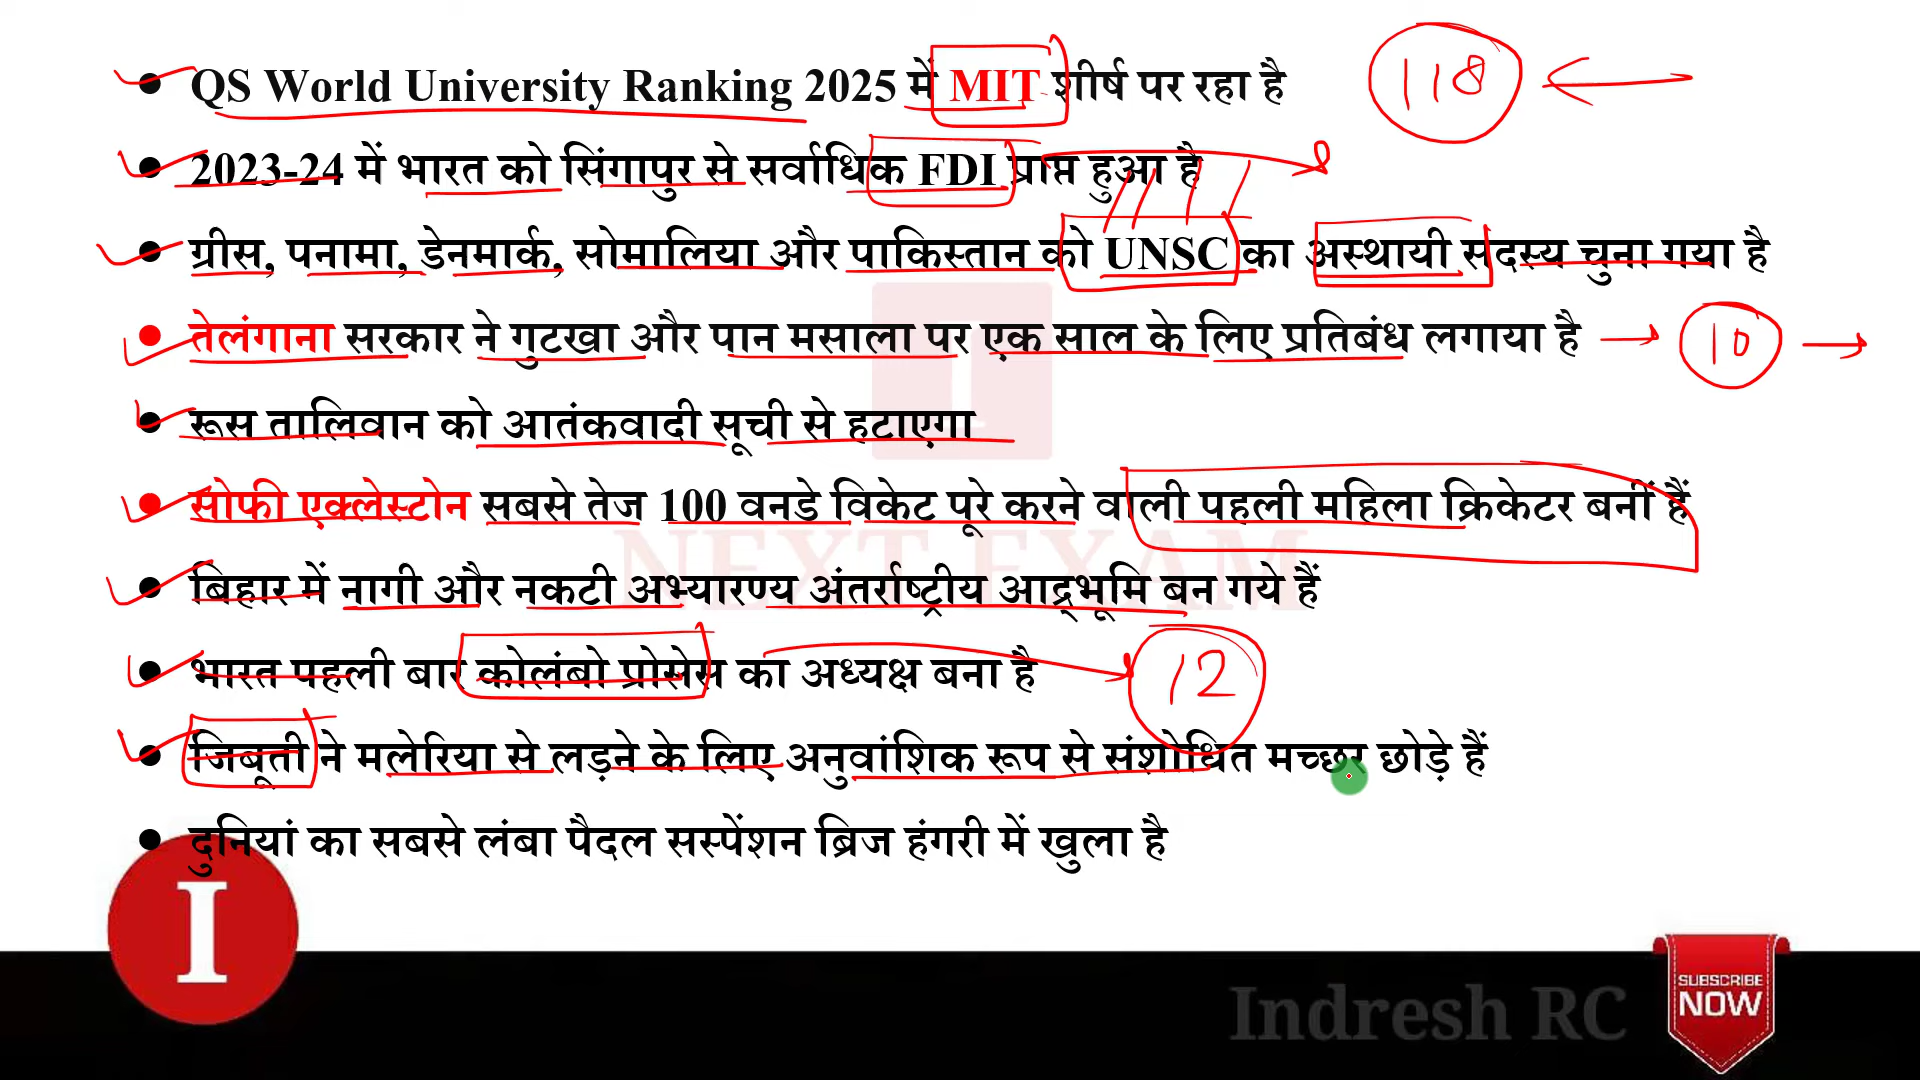 • QS World University Ranking 2025 में MIT शीर्ष पर रहा है 118
• 2023-24 में भारत को सिंगापुर से सर्वाधिक FDI प्राप्त हुआ है
• ग्रीस, पनामा, डेनमार्क, सोमालिया और पाकिस्तान को UNSC का अस्थायी सदस्य चुना गया है
• तेलंगाना सरकार ने गुटखा और पान मसाला पर एक साल के लिए प्रतिबंध लगाया है → 10 →
• रूस तालिवान को आतंकवादी सूची से हटाएगा
• सोफी एक्लेस्टोन सबसे तेज 100 वनडे विकेट पूरे करने वाली पहली महिला क्रिकेटर बनीं हैं
NEXT EXAM
• बिहार में नागी और नकटी अभ्यारण्य अंतर्राष्ट्रीय आद्र्भूमि बन गये हैं
• भारत पहली बार कोलंबो प्रोसेस का अध्यक्ष बना है 12
• जिबूती ने मलेरिया से लड़ने के लिए अनुवांशिक रूप से संशोधित मच्छर छोड़े हैं
• दुनियां का सबसे लंबा पैदल सस्पेंशन ब्रिज हंगरी में खुला है
I
Indresh RC
SUBSCRIBE
NOW